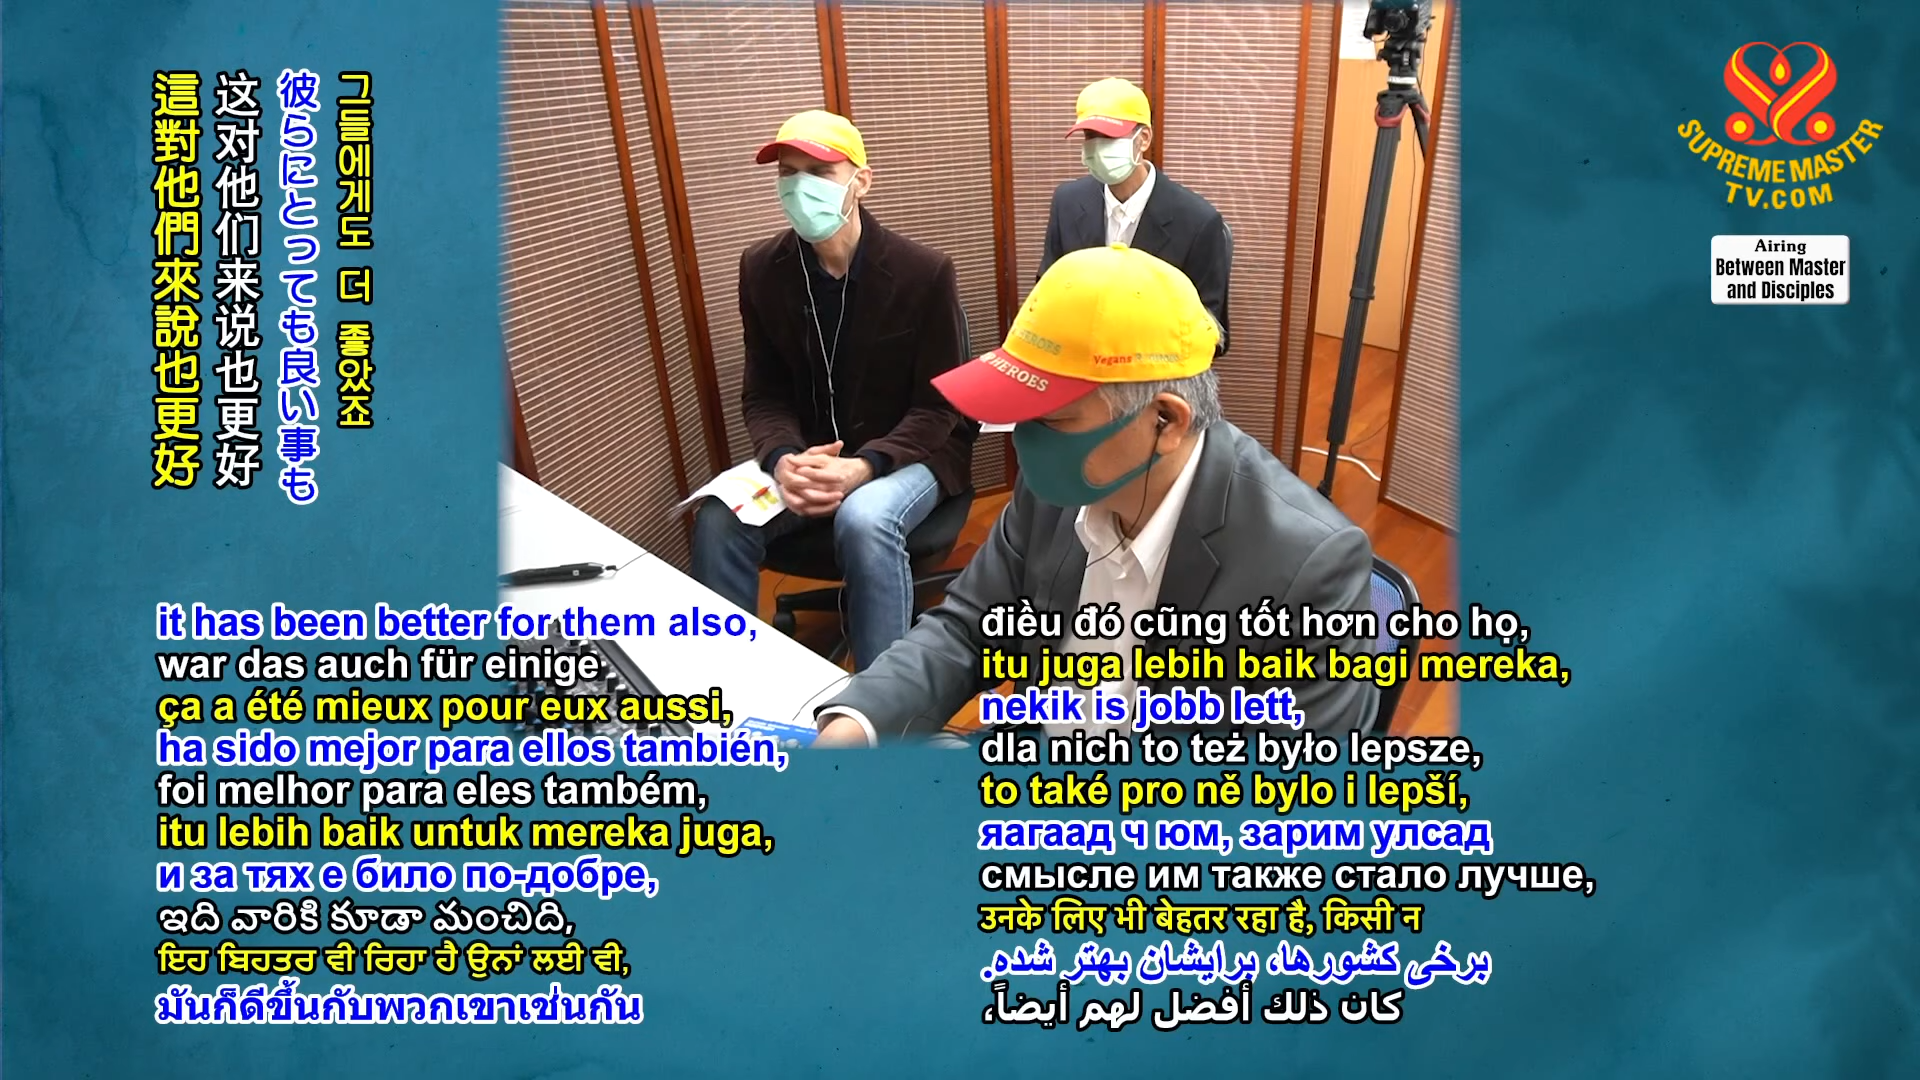 그들에게도 더 좋았죠
彼らにとっても良い事も
这对他们来说也更好
這對他們來說也更好
SUPREME MASTER
TV.COM
Airing
Between Master
and Disciples
HEROES
HEROES
Vegans
it has been better for them also,
war das auch für einige
ça a été mieux pour eux aussi,
ha sido mejor para ellos también,
foi melhor para eles também,
itu lebih baik untuk mereka juga,
и за тях е било по-добре,
ఇది వారికి కూడా మంచిది,
ਇਹ ਬਿਹਤਰ ਵੀ ਰਿਹਾ ਹੈ ਉਨਾਂ ਲਈ ਵੀ,
มันก็ดีขึ้นกับพวกเขาเช่นกัน
điều đó cũng tốt hơn cho họ,
itu juga lebih baik bagi mereka,
nekik is jobb lett,
dla nich to też było lepsze,
to také pro ně bylo i lepší,
яагаад ч юм, зарим улсад
смысле им также стало лучше,
उनके लिए भी बेहतर रहा है, किसी न
برخی کشورها، برایشان بهتر شده.
كان ذلك أفضل لهم أيضاً،